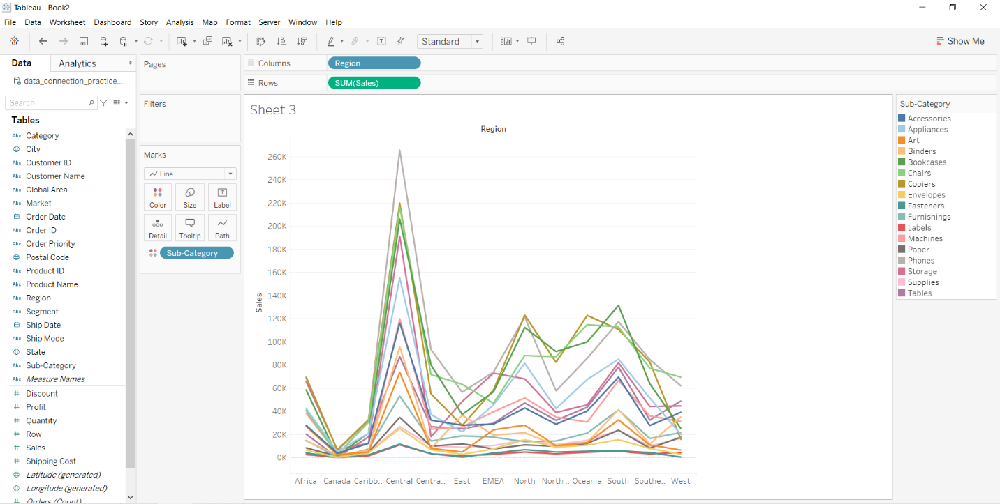 Tableau - Book2
File Data Worksheet Dashboard Story Analysis Map Format Server Window Help
Standard
Show Me
Data
Analytics
data_connection_practice...
Search
Tables
Abc Category
City
Abc Customer ID
Abc Customer Name
Abc Global Area
Abc Market
Order Date
Abc Order ID
Abc Order Priority
Postal Code
Abc Product ID
Abc Product Name
Abc Region
Abc Segment
Ship Date
Abc Ship Mode
State
Abc Sub-Category
Abc Measure Names
# Discount
# Profit
# Quantity
# Row
# Sales
# Shipping Cost
Latitude (generated)
Longitude (generated)
# Orders (Count)
Pages
Filters
Marks
Line
Color Size Label
Detail Tooltip Path
Sub-Category
Columns
Region
Rows
SUM(Sales)
Sheet 3
Region
Sales
260K
240K
220K
200K
180K
160K
140K
120K
100K
80K
60K
40K
20K
0K
Africa Canada Caribb.. Central Centra.. East EMEA North North .. Oceania South Southe.. West
Sub-Category
Accessories
Appliances
Art
Binders
Bookcases
Chairs
Copiers
Envelopes
Fasteners
Furnishings
Labels
Machines
Paper
Phones
Storage
Supplies
Tables